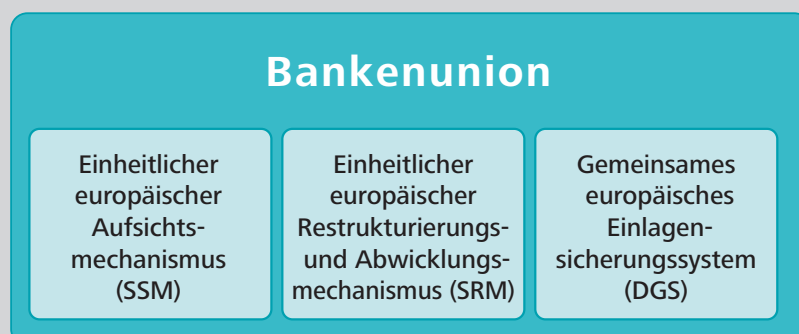 Bankenunion
Einheitlicher
europäischer
Aufsichts-
mechanismus
(SSM)
Einheitlicher
europäischer
Restrukturierungs-
und Abwicklungs-
mechanismus (SRM)
Gemeinsames
europäisches
Einlagen-
sicherungssystem
(DGS)